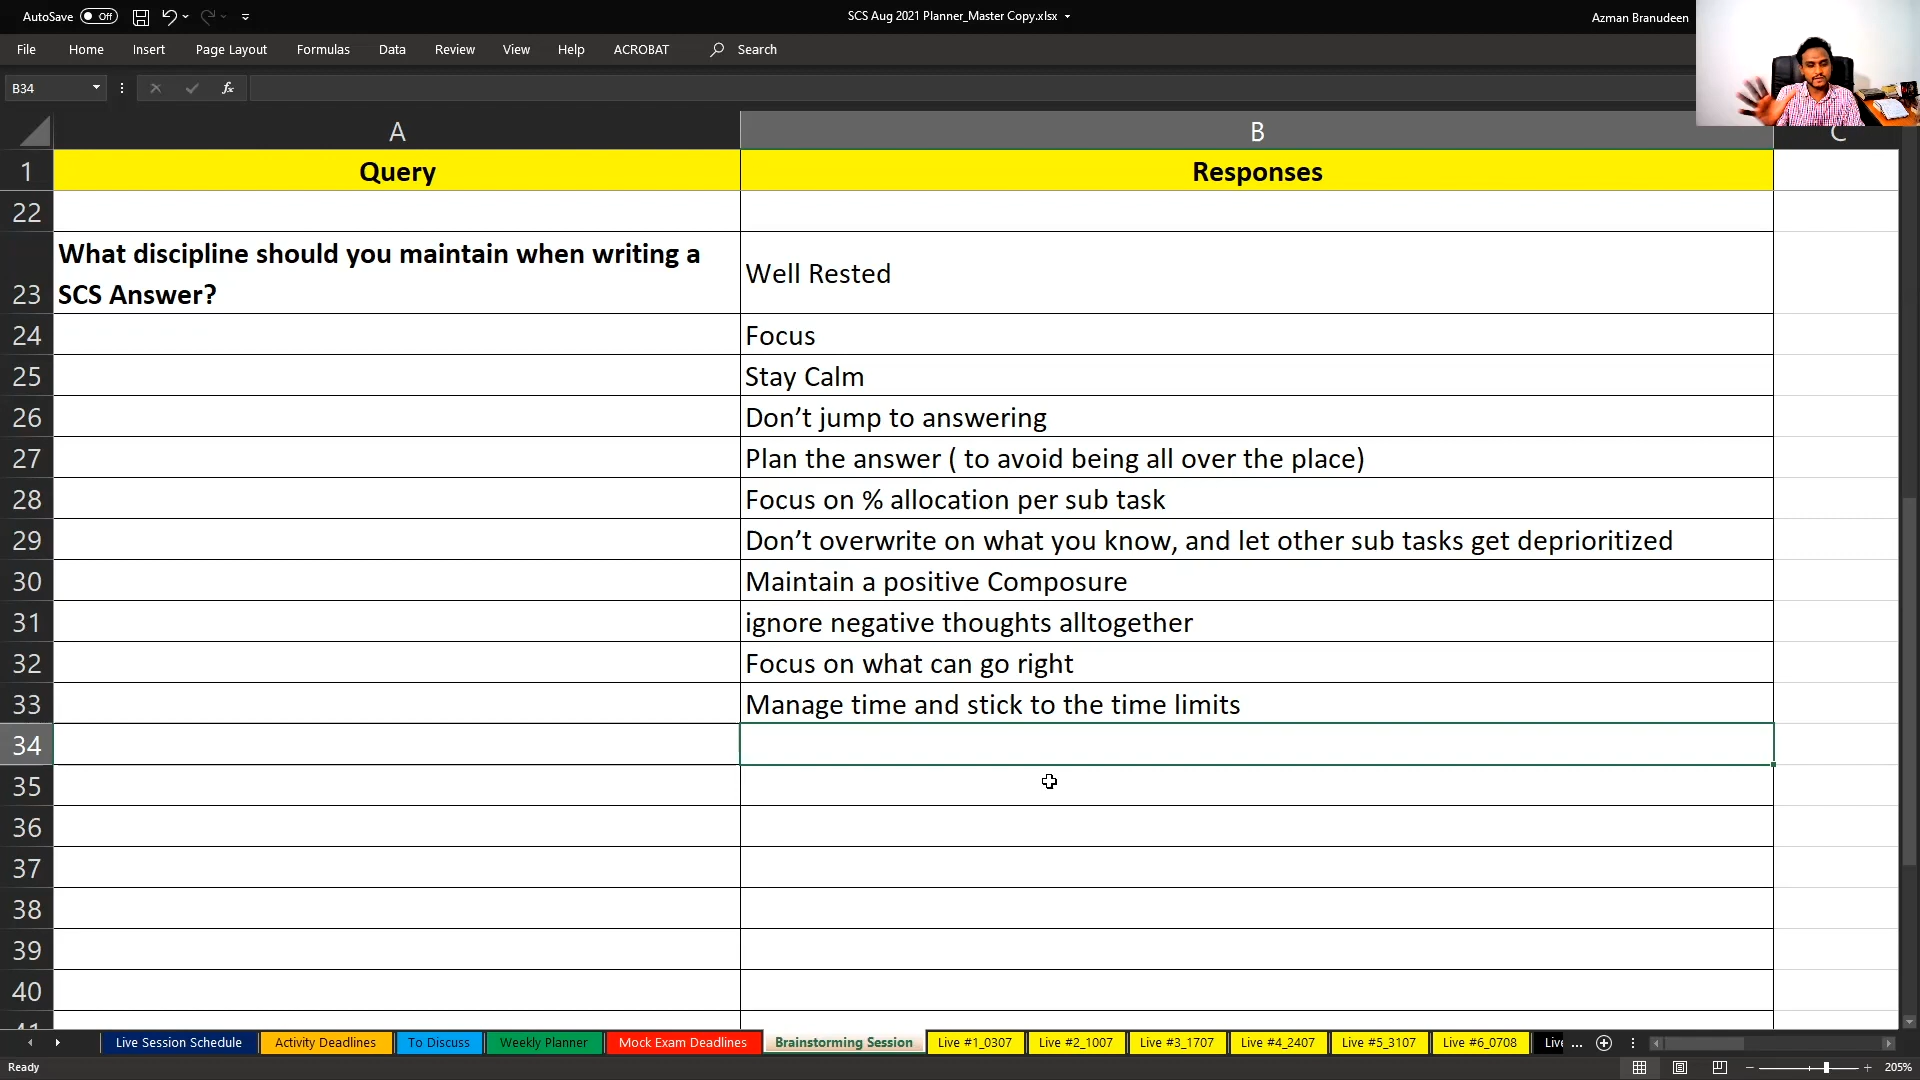 AutoSave Off SCS Aug 2021 Planner_Master Copy.xlsx Azman Branudeen
File Home Insert Page Layout Formulas Data Review View Help ACROBAT Search
B34 fx
A B C
1 Query Responses
22
23 What discipline should you maintain when writing a
SCS Answer? Well Rested
24 Focus
25 Stay Calm
26 Don’t jump to answering
27 Plan the answer ( to avoid being all over the place)
28 Focus on % allocation per sub task
29 Don’t overwrite on what you know, and let other sub tasks get deprioritized
30 Maintain a positive Composure
31 ignore negative thoughts alltogether
32 Focus on what can go right
33 Manage time and stick to the time limits
34
35
36
37
38
39
40
41
Live Session Schedule Activity Deadlines To Discuss Weekly Planner Mock Exam Deadlines Brainstorming Session Live #1_0307 Live #2_1007 Live #3_1707 Live #4_2407 Live #5_3107 Live #6_0708 Live ...
Ready 205%